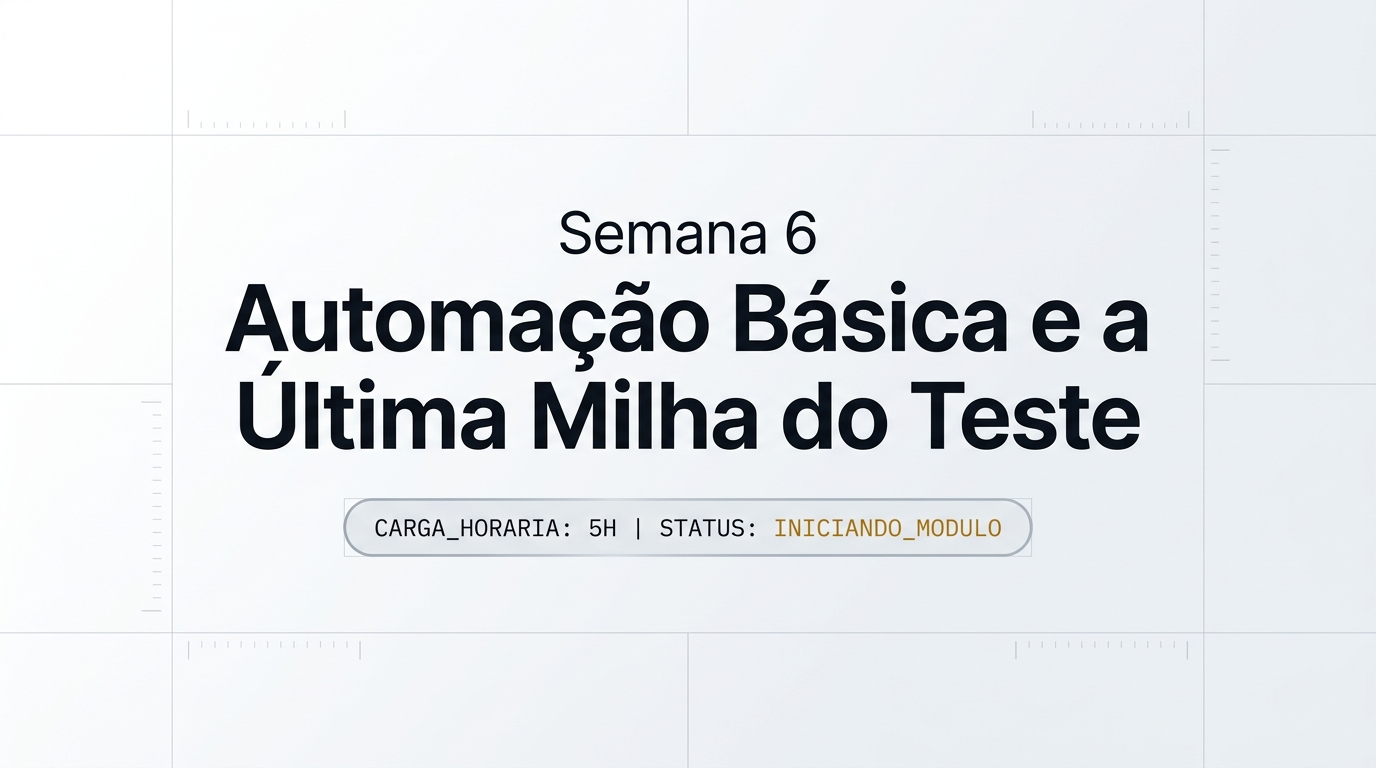 Semana 6
Automação Básica e a
Última Milha do Teste
CARGA_HORARIA: 5H | STATUS: INICIANDO_MODULO